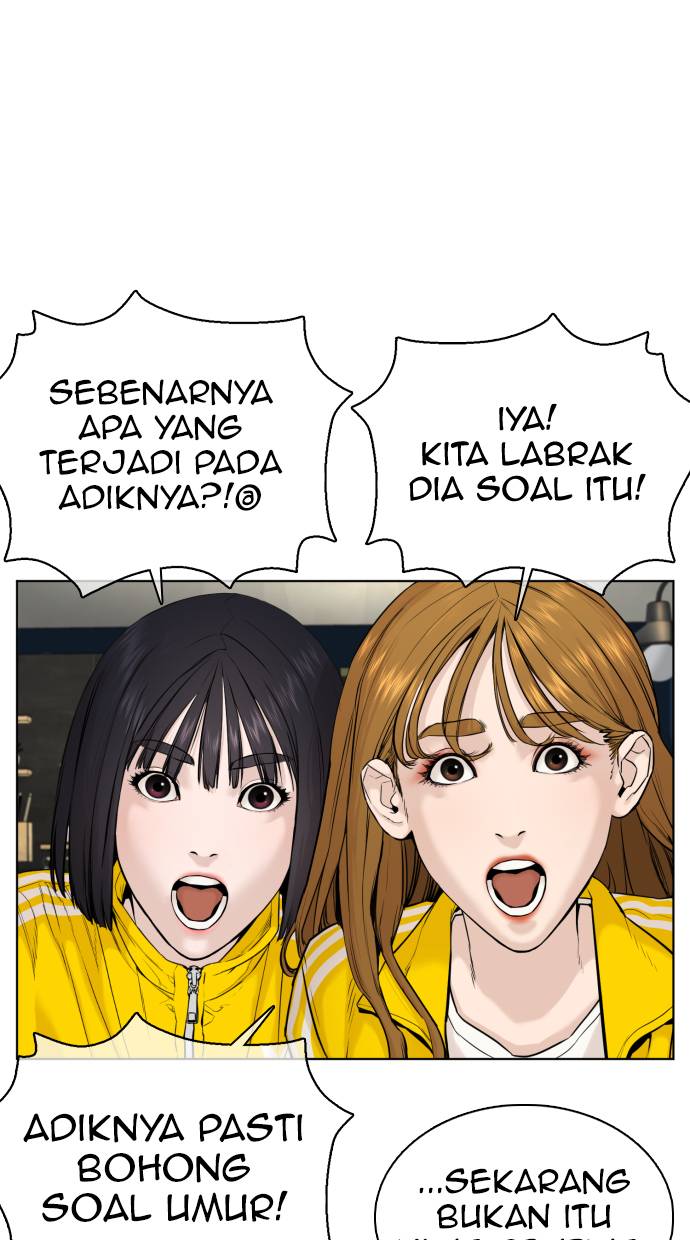 SEBENARNYA
APA YANG
TERJADI PADA
ADIKNYA?!@
IYA!
KITA LABRAK
DIA SOAL ITU!
ADIKNYA PASTI
BOHONG
SOAL UMUR!
...SEKARANG
BUKAN ITU